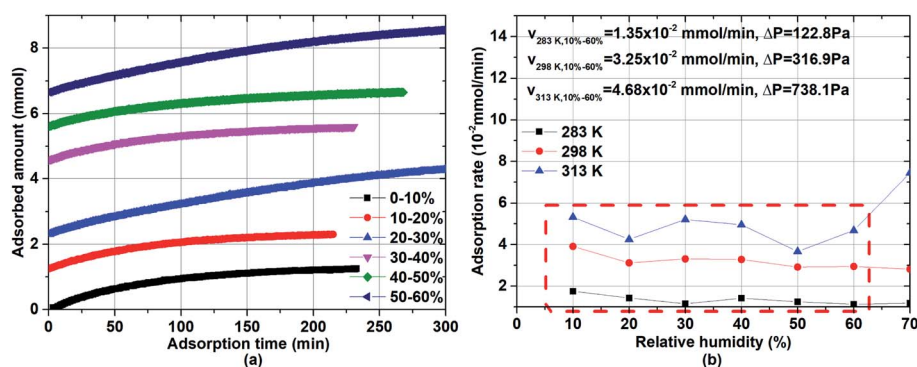 8
6
4
2
0
Adsorbed amount (mmol)
0-10%
10-20%
20-30%
30-40%
40-50%
50-60%
0 50 100 150 200 250 300
Adsorption time (min)
(a)
v283 K,10%-60%=1.35x10-2 mmol/min, ΔP=122.8Pa
v298 K,10%-60%=3.25x10-2 mmol/min, ΔP=316.9Pa
v313 K,10%-60%=4.68x10-2 mmol/min, ΔP=738.1Pa
283 K
298 K
313 K
14
12
10
8
6
4
2
Adsorption rate (10-2mmol/min)
0 10 20 30 40 50 60 70
Relative humidity (%)
(b)